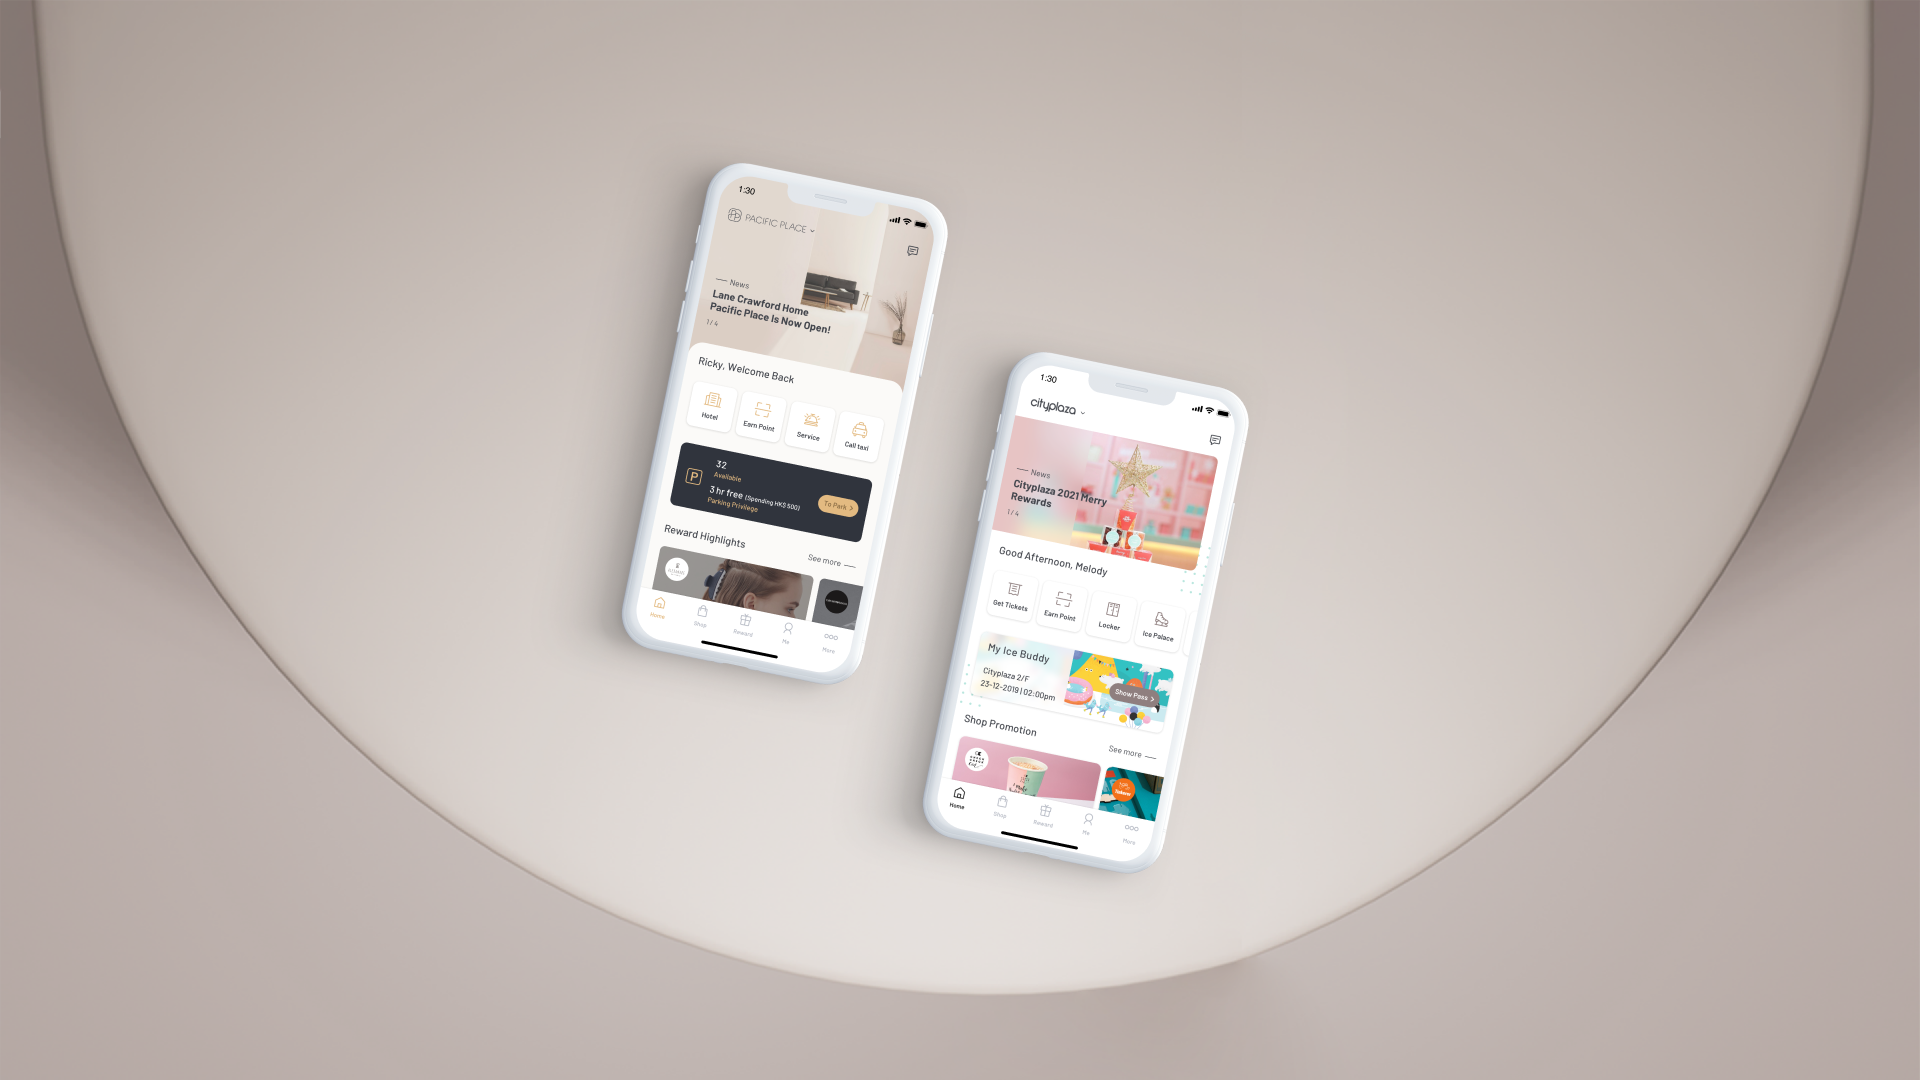 1:30
PACIFIC PLACE
News
Lane Crawford Home
Pacific Place Is Now Open!
1 / 4
Ricky, Welcome Back
Hotel
Earn Point
Service
Call taxi
P
32
Available
3 hr free (Spending HK$ 500)
Parking Privilege
To Park
Reward Highlights
See more
Home
Shop
Reward
Me
More
1:30
cityplaza
News
Cityplaza 2021 Merry
Rewards
1 / 4
Good Afternoon, Melody
Get Tickets
Earn Point
Locker
Ice Palace
My Ice Buddy
Cityplaza 2/F
23-12-2019 | 02:00pm
Show Pass
Shop Promotion
See more
Home
Shop
Reward
Me
More